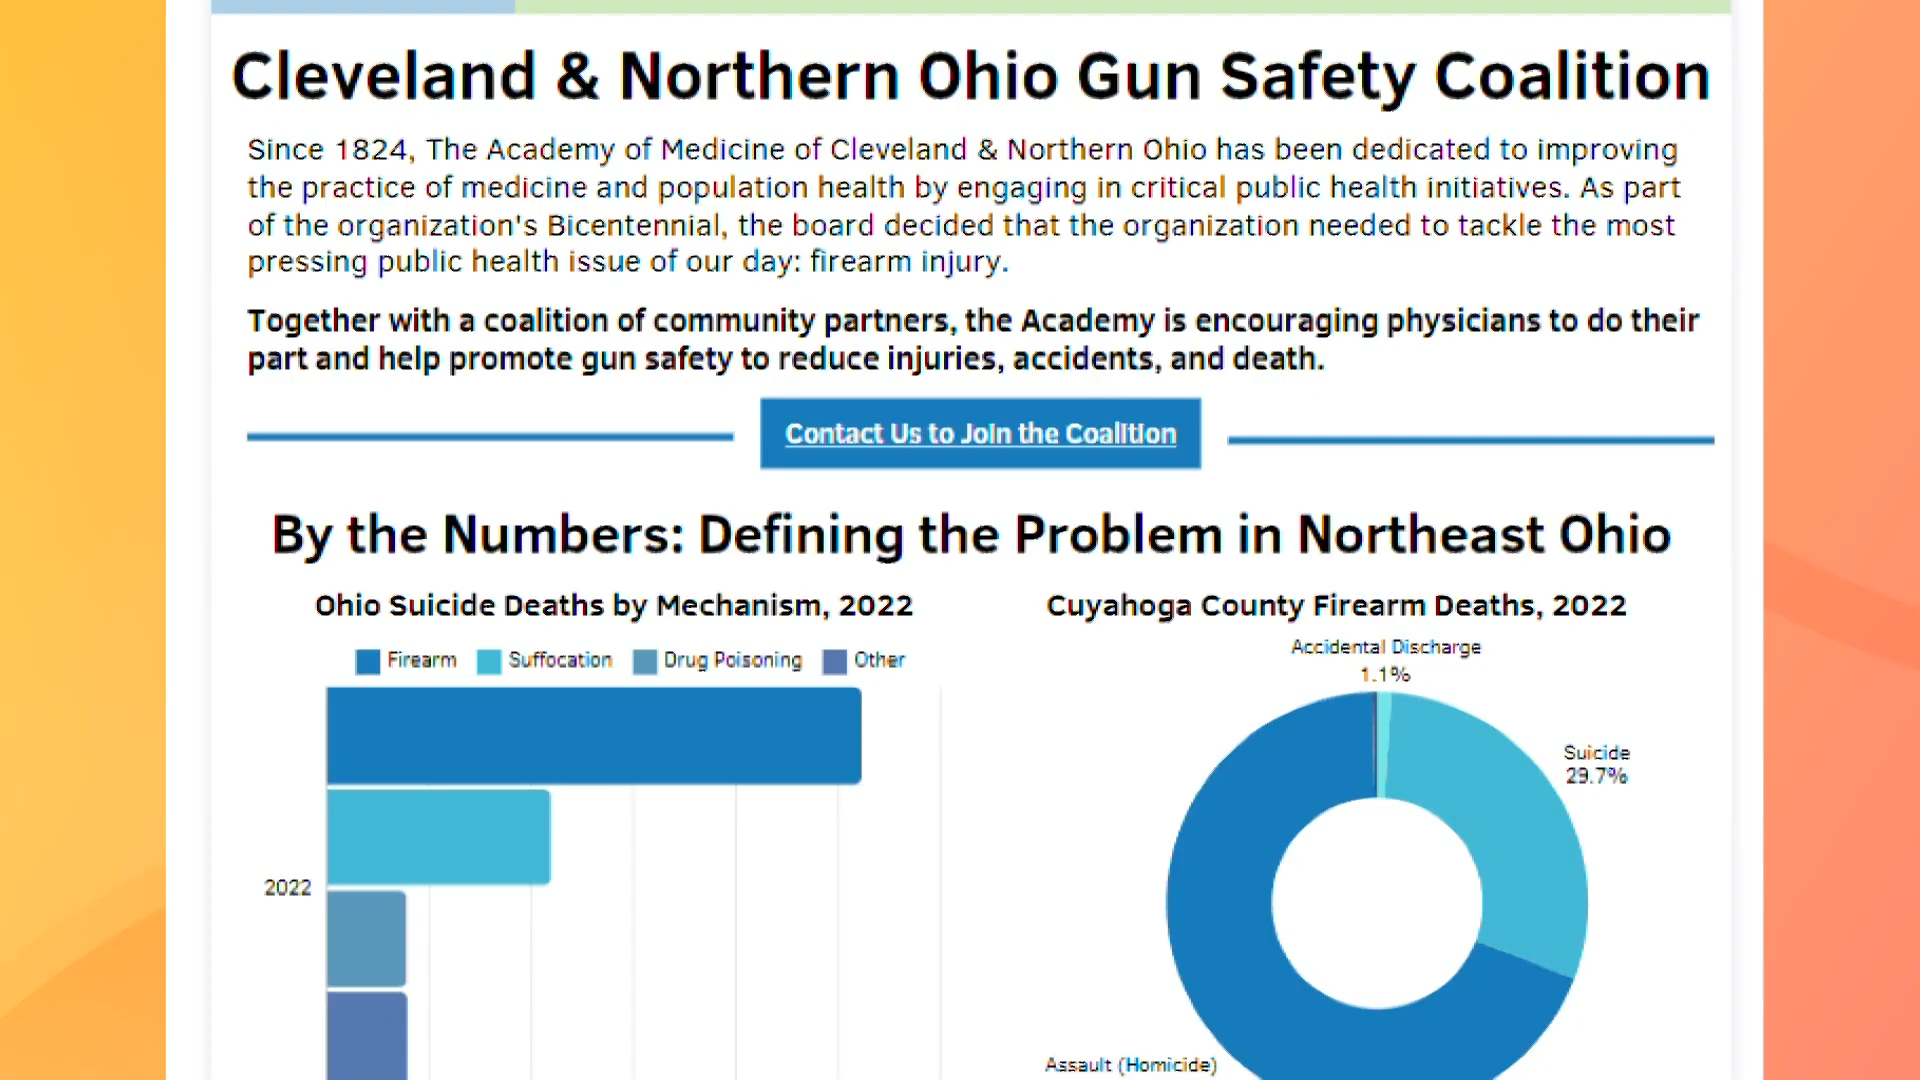 Cleveland & Northern Ohio Gun Safety Coalition
Since 1824, The Academy of Medicine of Cleveland & Northern Ohio has been dedicated to improving
the practice of medicine and population health by engaging in critical public health initiatives. As part
of the organization's Bicentennial, the board decided that the organization needed to tackle the most
pressing public health issue of our day: firearm injury.
Together with a coalition of community partners, the Academy is encouraging physicians to do their
part and help promote gun safety to reduce injuries, accidents, and death.
Contact Us to Join the Coalition
By the Numbers: Defining the Problem in Northeast Ohio
Ohio Suicide Deaths by Mechanism, 2022
Firearm Suffocation Drug Poisoning Other
2022
Cuyahoga County Firearm Deaths, 2022
Accidental Discharge
1.1%
Suicide
29.7%
Assault (Homicide)